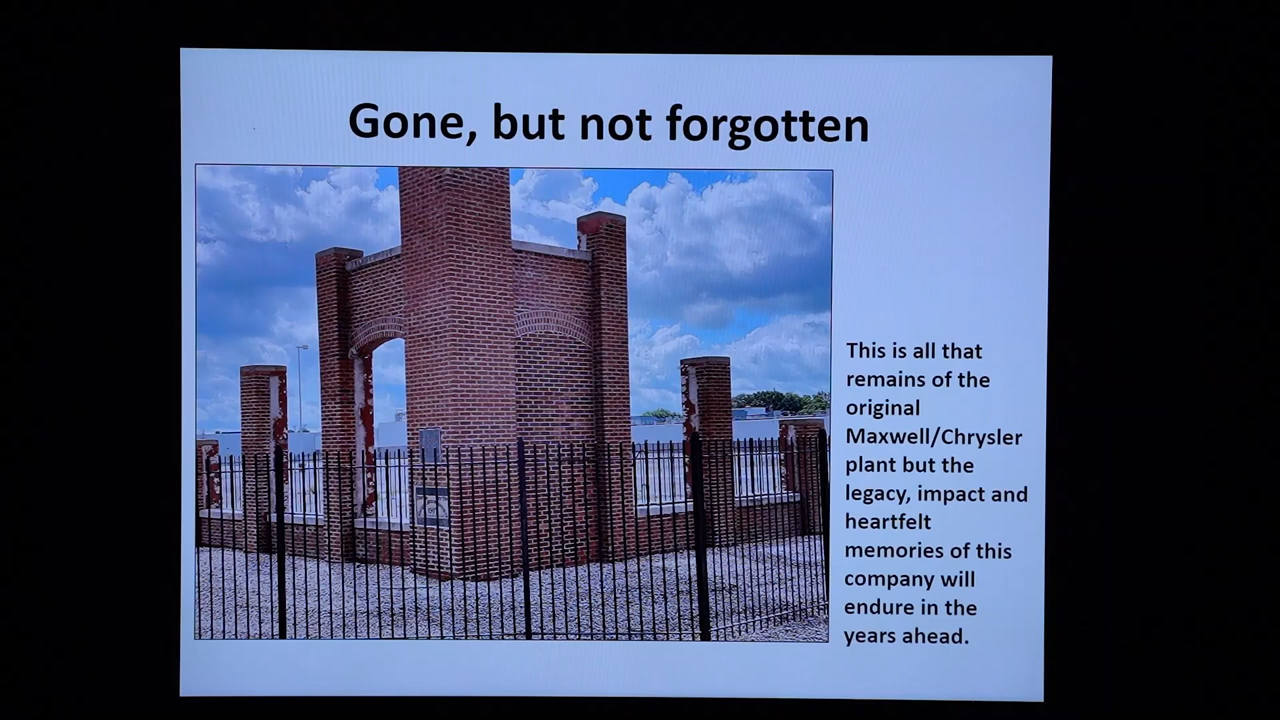 Gone, but not forgotten
This is all that
remains of the
original
Maxwell/Chrysler
plant but the
legacy, impact and
heartfelt
memories of this
company will
endure in the
years ahead.